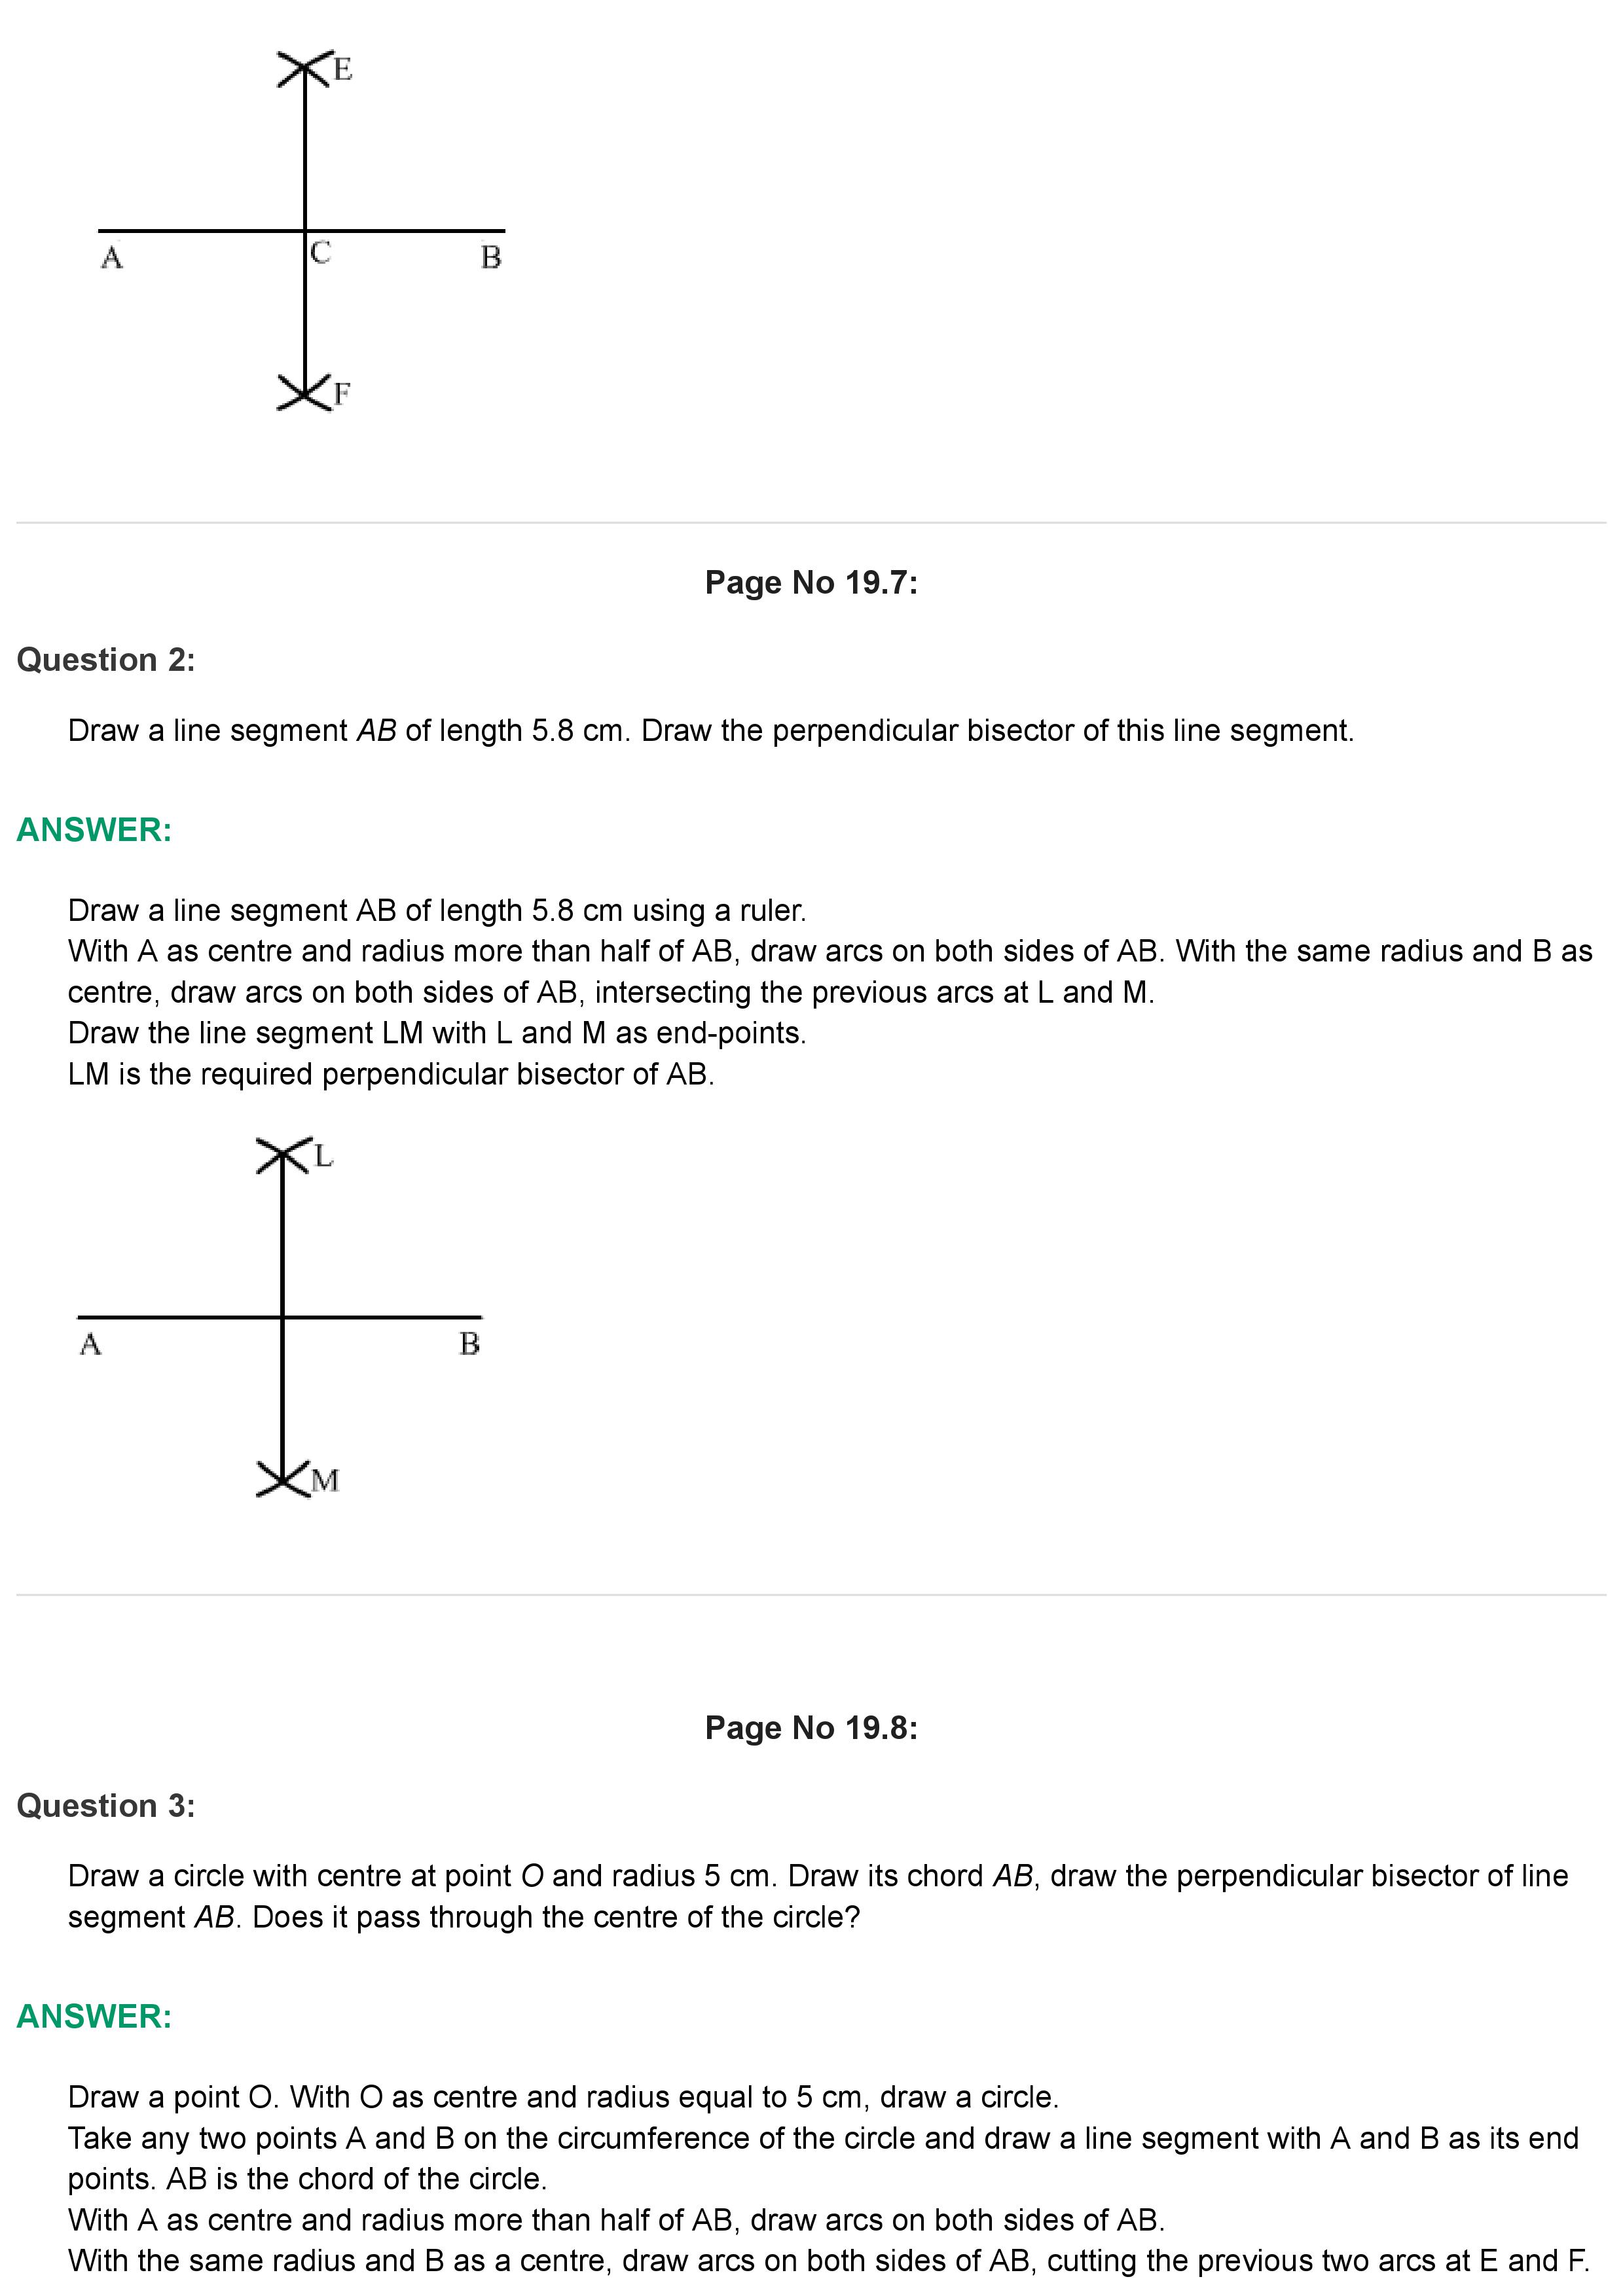 E
A
C
B
F
Page No 19.7:
Question 2:
Draw a line segment AB of length 5.8 cm. Draw the perpendicular bisector of this line segment.
ANSWER:
Draw a line segment AB of length 5.8 cm using a ruler.
With A as centre and radius more than half of AB, draw arcs on both sides of AB. With the same radius and B as
centre, draw arcs on both sides of AB, intersecting the previous arcs at L and M.
Draw the line segment LM with L and M as end-points.
LM is the required perpendicular bisector of AB.
L
A
B
M
Page No 19.8:
Question 3:
Draw a circle with centre at point O and radius 5 cm. Draw its chord AB, draw the perpendicular bisector of line
segment AB. Does it pass through the centre of the circle?
ANSWER:
Draw a point O. With O as centre and radius equal to 5 cm, draw a circle.
Take any two points A and B on the circumference of the circle and draw a line segment with A and B as its end
points. AB is the chord of the circle.
With A as centre and radius more than half of AB, draw arcs on both sides of AB.
With the same radius and B as a centre, draw arcs on both sides of AB, cutting the previous two arcs at E and F.